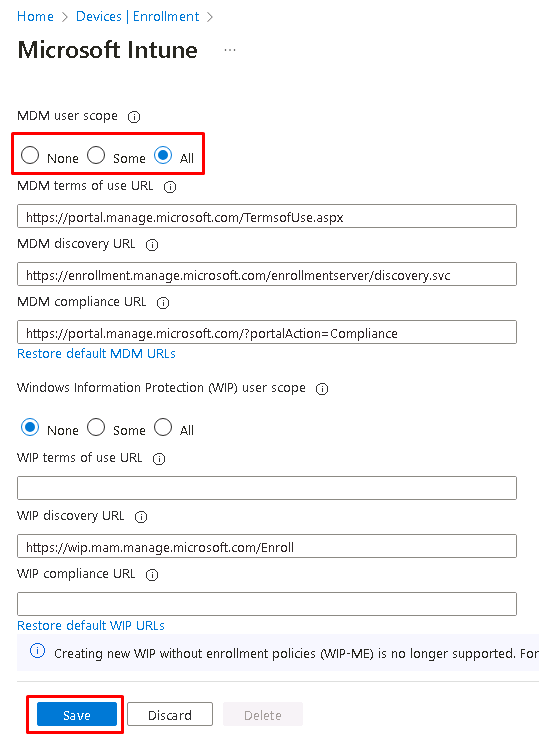 Home > Devices | Enrollment >
Microsoft Intune ...
MDM user scope
None Some All
MDM terms of use URL
https://portal.manage.microsoft.com/TermsofUse.aspx
MDM discovery URL
https://enrollment.manage.microsoft.com/enrollmentserver/discovery.svc
MDM compliance URL
https://portal.manage.microsoft.com/?portalAction=Compliance
Restore default MDM URLs
Windows Information Protection (WIP) user scope
None Some All
WIP terms of use URL
WIP discovery URL
https://wip.mam.manage.microsoft.com/Enroll
WIP compliance URL
Restore default WIP URLs
Creating new WIP without enrollment policies (WIP-ME) is no longer supported. For
Save Discard Delete